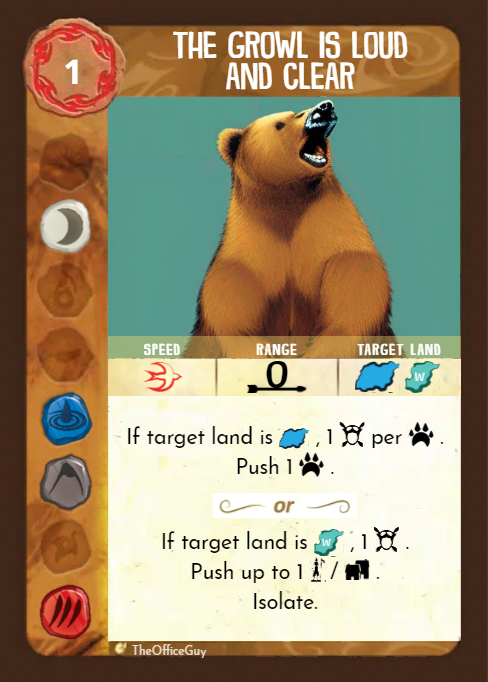 1
THE GROWL IS LOUD
AND CLEAR
SPEED RANGE TARGET LAND
0 W
If target land is , 1 per .
Push 1 .
or
If target land is W , 1 .
Push up to 1 / .
Isolate.
TheOfficeGuy